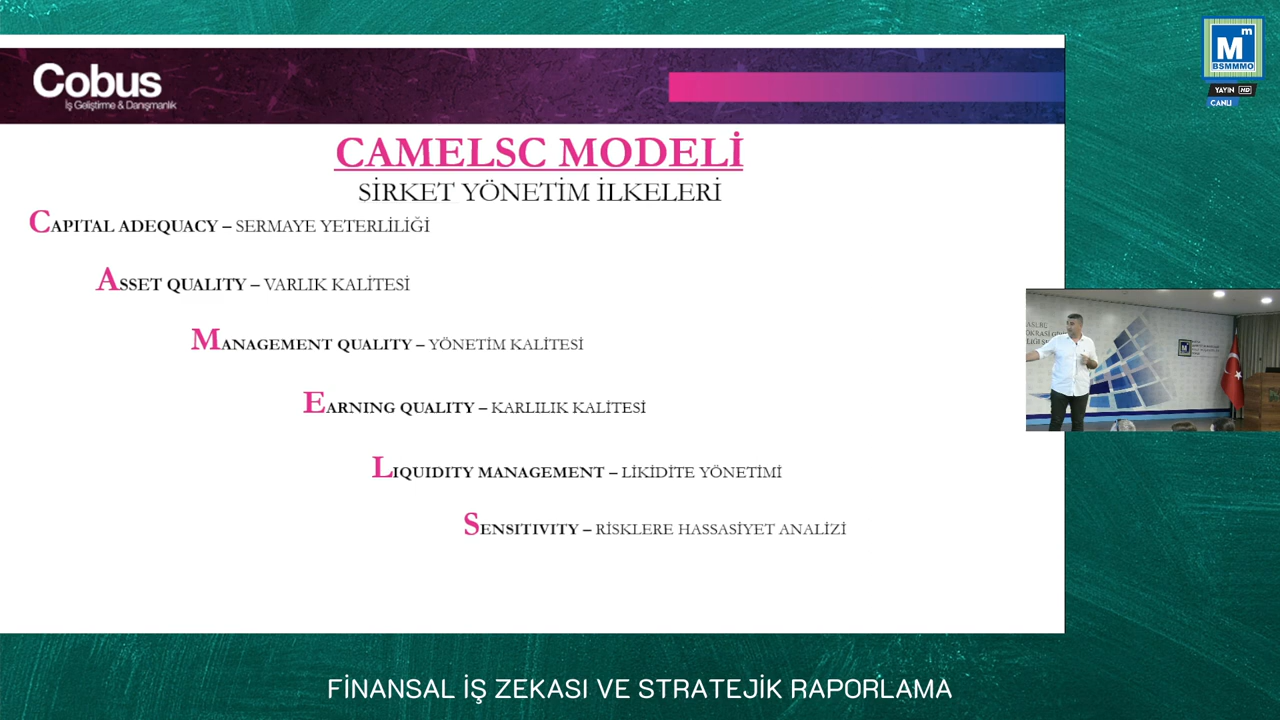 Cobus
İş Geliştirme & Danışmanlık
CAMELSC MODELİ
SİRKET YÖNETİM İLKELERİ
CAPITAL ADEQUACY – SERMAYE YETERLİLİĞİ
ASSET QUALITY – VARLIK KALİTESİ
MANAGEMENT QUALITY – YÖNETİM KALİTESİ
EARNING QUALITY – KARLILIK KALİTESİ
LIQUIDITY MANAGEMENT – LİKİDİTE YÖNETİMİ
SENSITIVITY – RİSKLERE HASSASİYET ANALİZİ
Mm
BSMMMO
YAYIN HD
CANLI
FİNANSAL İŞ ZEKASI VE STRATEJİK RAPORLAMA